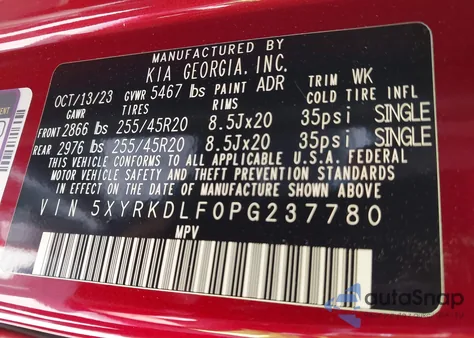 MANUFACTURED BY
KIA GEORGIA, INC.
OCT/13/23 GVWR 5467 lbs PAINT ADR TRIM WK
GAWR TIRES RIMS COLD TIRE INFL
FRONT 2866 lbs 255/45R20 8.5Jx20 35psi SINGLE
REAR 2976 lbs 255/45R20 8.5Jx20 35psi SINGLE
THIS VEHICLE CONFORMS TO ALL APPLICABLE U.S.A. FEDERAL
MOTOR VEHICLE SAFETY AND THEFT PREVENTION STANDARDS
IN EFFECT ON THE DATE OF MANUFACTURE SHOWN ABOVE
VIN 5XYRKDLF0PG237780
MPV
autoSnap